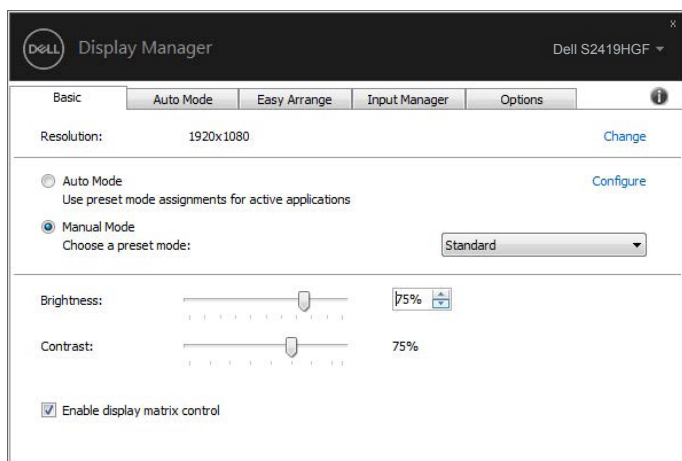 x
DELL Display Manager Dell S2419HGF
Basic Auto Mode Easy Arrange Input Manager Options i
Resolution: 1920x1080 Change
Auto Mode Configure
Use preset mode assignments for active applications
Manual Mode
Choose a preset mode: Standard
Brightness: 75%
Contrast: 75%
Enable display matrix control